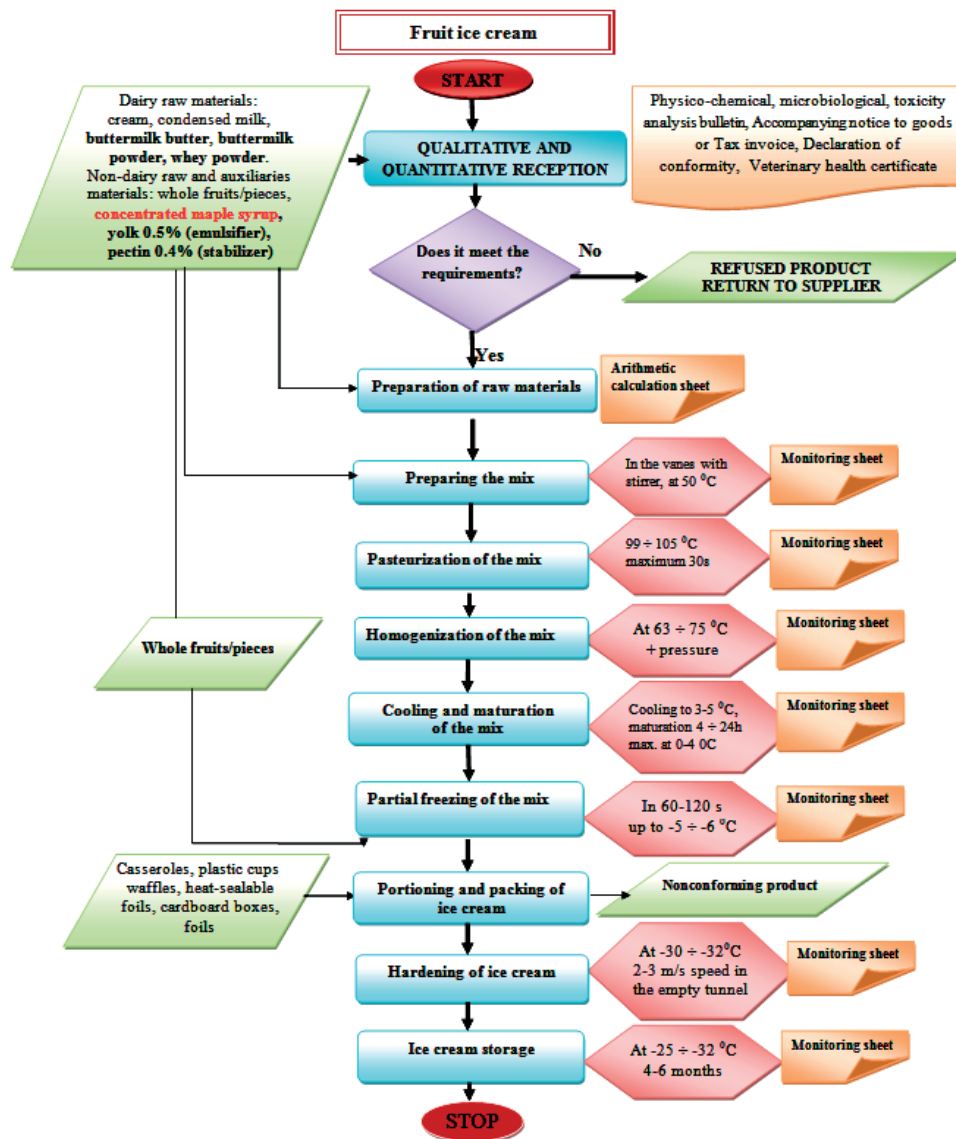 Fruit ice cream
START
Dairy raw materials:
cream, condensed milk,
buttermilk butter, buttermilk
powder, whey powder.
Non-dairy raw and auxiliaries
materials: whole fruits/pieces,
concentrated maple syrup,
yolk 0.5% (emulsifier),
pectin 0.4% (stabilizer)
QUALITATIVE AND
QUANTITATIVE RECEPTION
Physico-chemical, microbiological, toxicity
analysis bulletin, Accompanying notice to goods
or Tax invoice, Declaration of
conformity, Veterinary health certificate
Does it meet the
requirements?
No
REFUSED PRODUCT
RETURN TO SUPPLIER
Yes
Preparation of raw materials
Arithmetic
calculation sheet
Preparing the mix
In the vanes with
stirrer, at 50 ⁰C
Monitoring sheet
Pasteurization of the mix
99 ÷ 105 ⁰C
maximum 30s
Monitoring sheet
Whole fruits/pieces
Homogenization of the mix
At 63 ÷ 75 ⁰C
+ pressure
Monitoring sheet
Cooling and maturation
of the mix
Cooling to 3-5 ⁰C,
maturation 4 ÷ 24h
max. at 0-4 0C
Monitoring sheet
Partial freezing of the mix
In 60-120 s
up to -5 ÷ -6 ⁰C
Monitoring sheet
Casseroles, plastic cups
waffles, heat-sealable
foils, cardboard boxes,
foils
Portioning and packing of
ice cream
Nonconforming product
Hardening of ice cream
At -30 ÷ -32⁰C
2-3 m/s speed in
the empty tunnel
Monitoring sheet
Ice cream storage
At -25 ÷ -32 ⁰C
4-6 months
Monitoring sheet
STOP